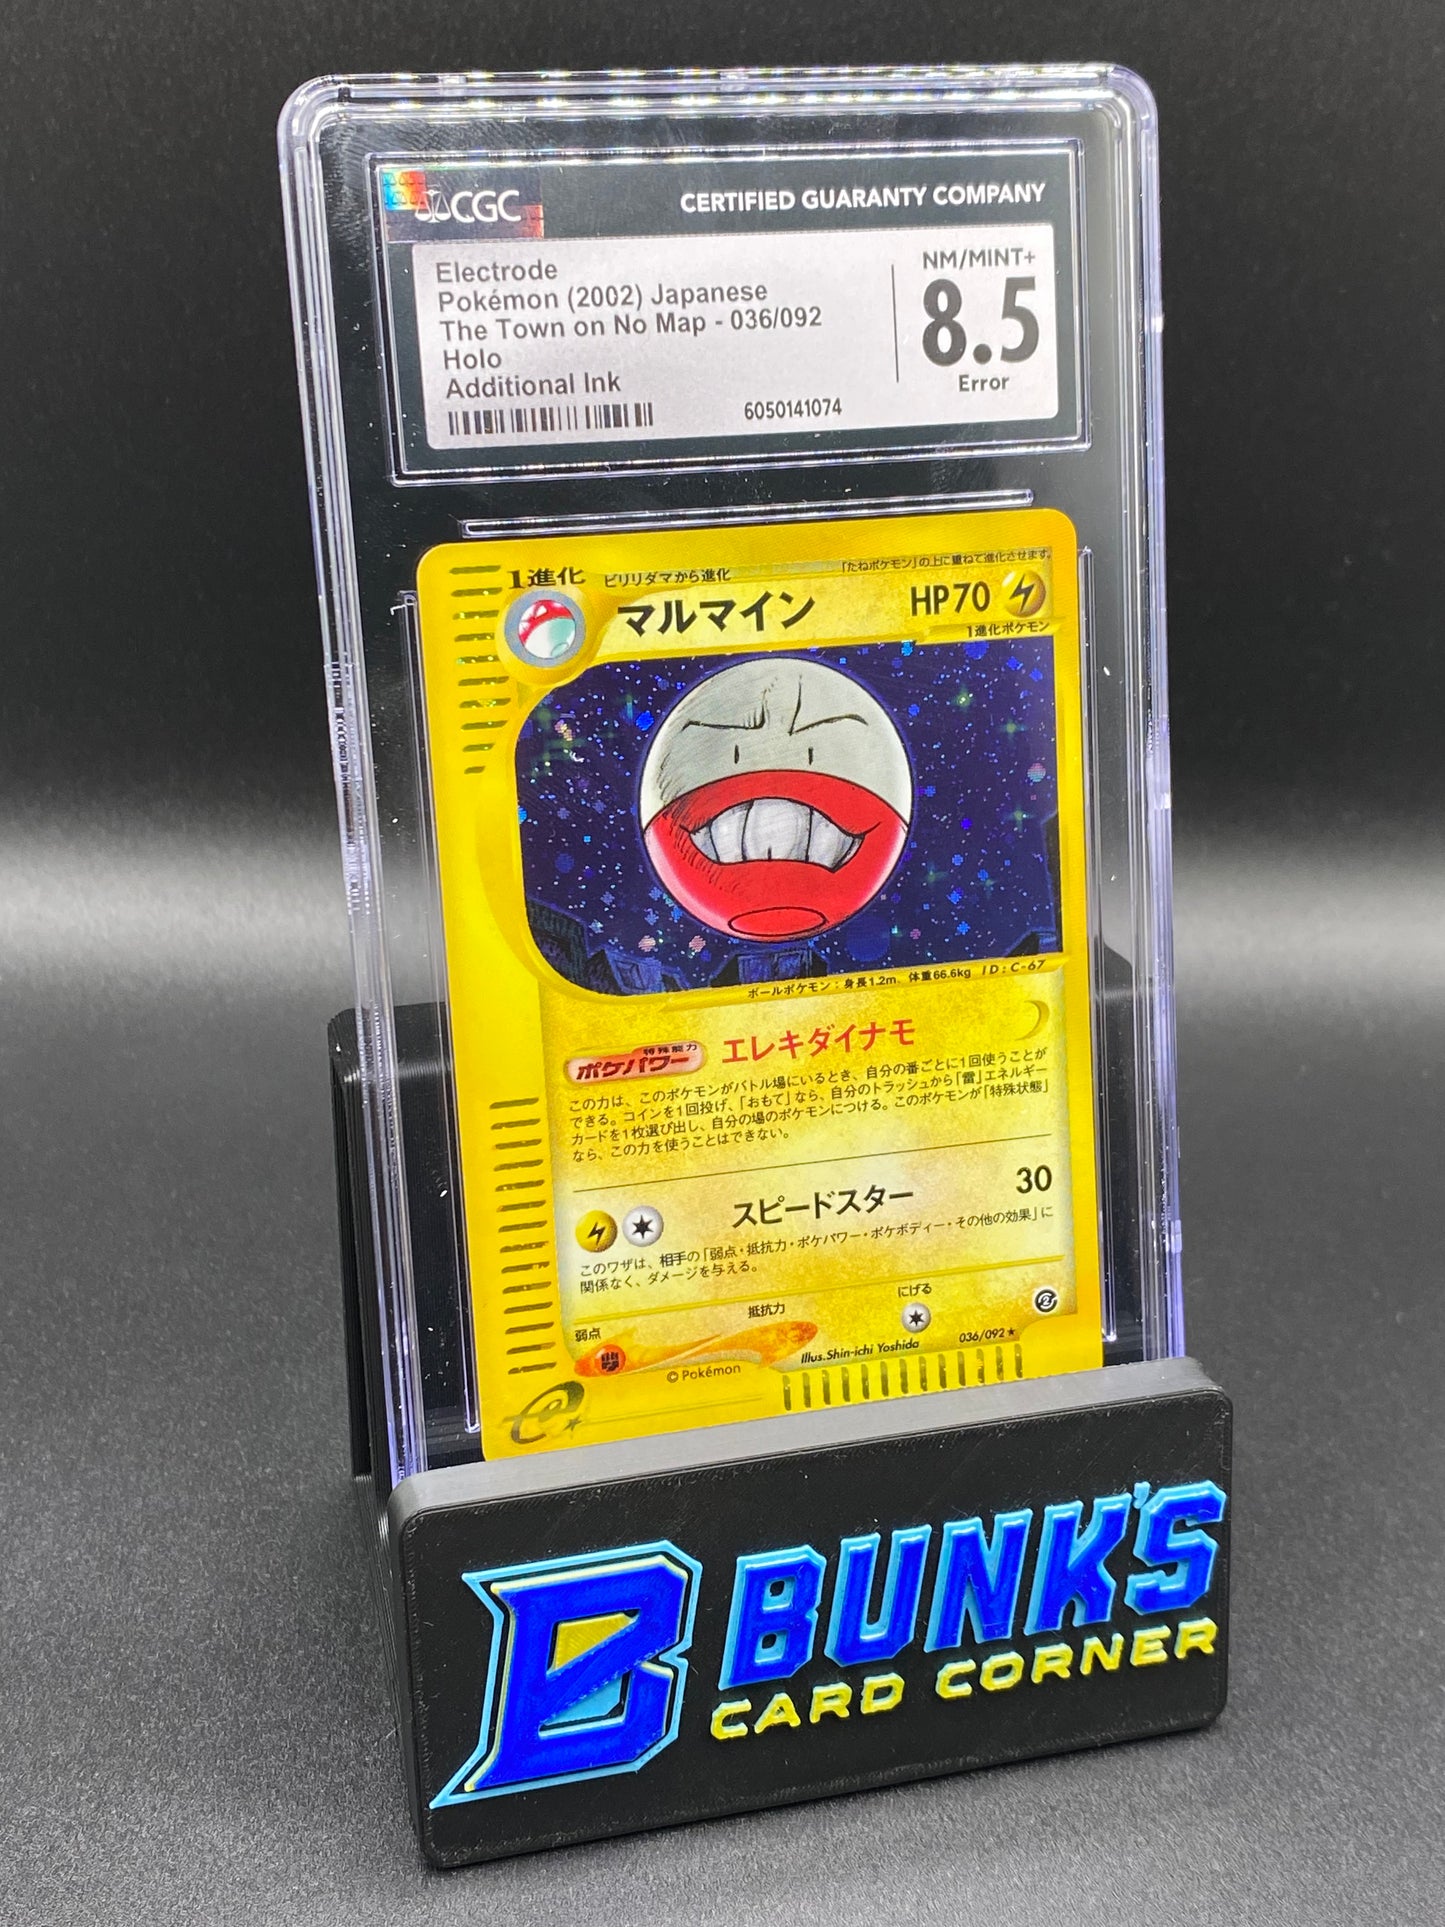 CGC
CERTIFIED GUARANTY COMPANY
Electrode
Pokémon (2002) Japanese
The Town on No Map - 036/092
Holo
Additional Ink
6050141074
NM/MINT+
8.5
Error
1進化 ビリリダマから進化
「たねポケモン」の上に重ねて進化させます。
マルマイン
HP70
1進化ポケモン
ボールポケモン：身長1.2m、体重66.6kg ID:C-67
ポケパワー
特殊能力
エレキダイナモ
この力は、このポケモンがバトル場にいるとき、自分の番ごとに1回使うことが
できる。コインを1回投げ、「おもて」なら、自分のトラッシュから「雷」エネルギー
カードを1枚選び出し、自分の場のポケモンにつける。このポケモンが「特殊状態」
なら、この力を使うことはできない。
スピードスター
30
このワザは、相手の「弱点・抵抗力・ポケパワー・ポケボディー・その他の効果」に
関係なく、ダメージを与える。
弱点
抵抗力
にげる
©Pokémon
Illus.Shin-ichi Yoshida
036/092★
e
B
BUNK'S
CARD CORNER